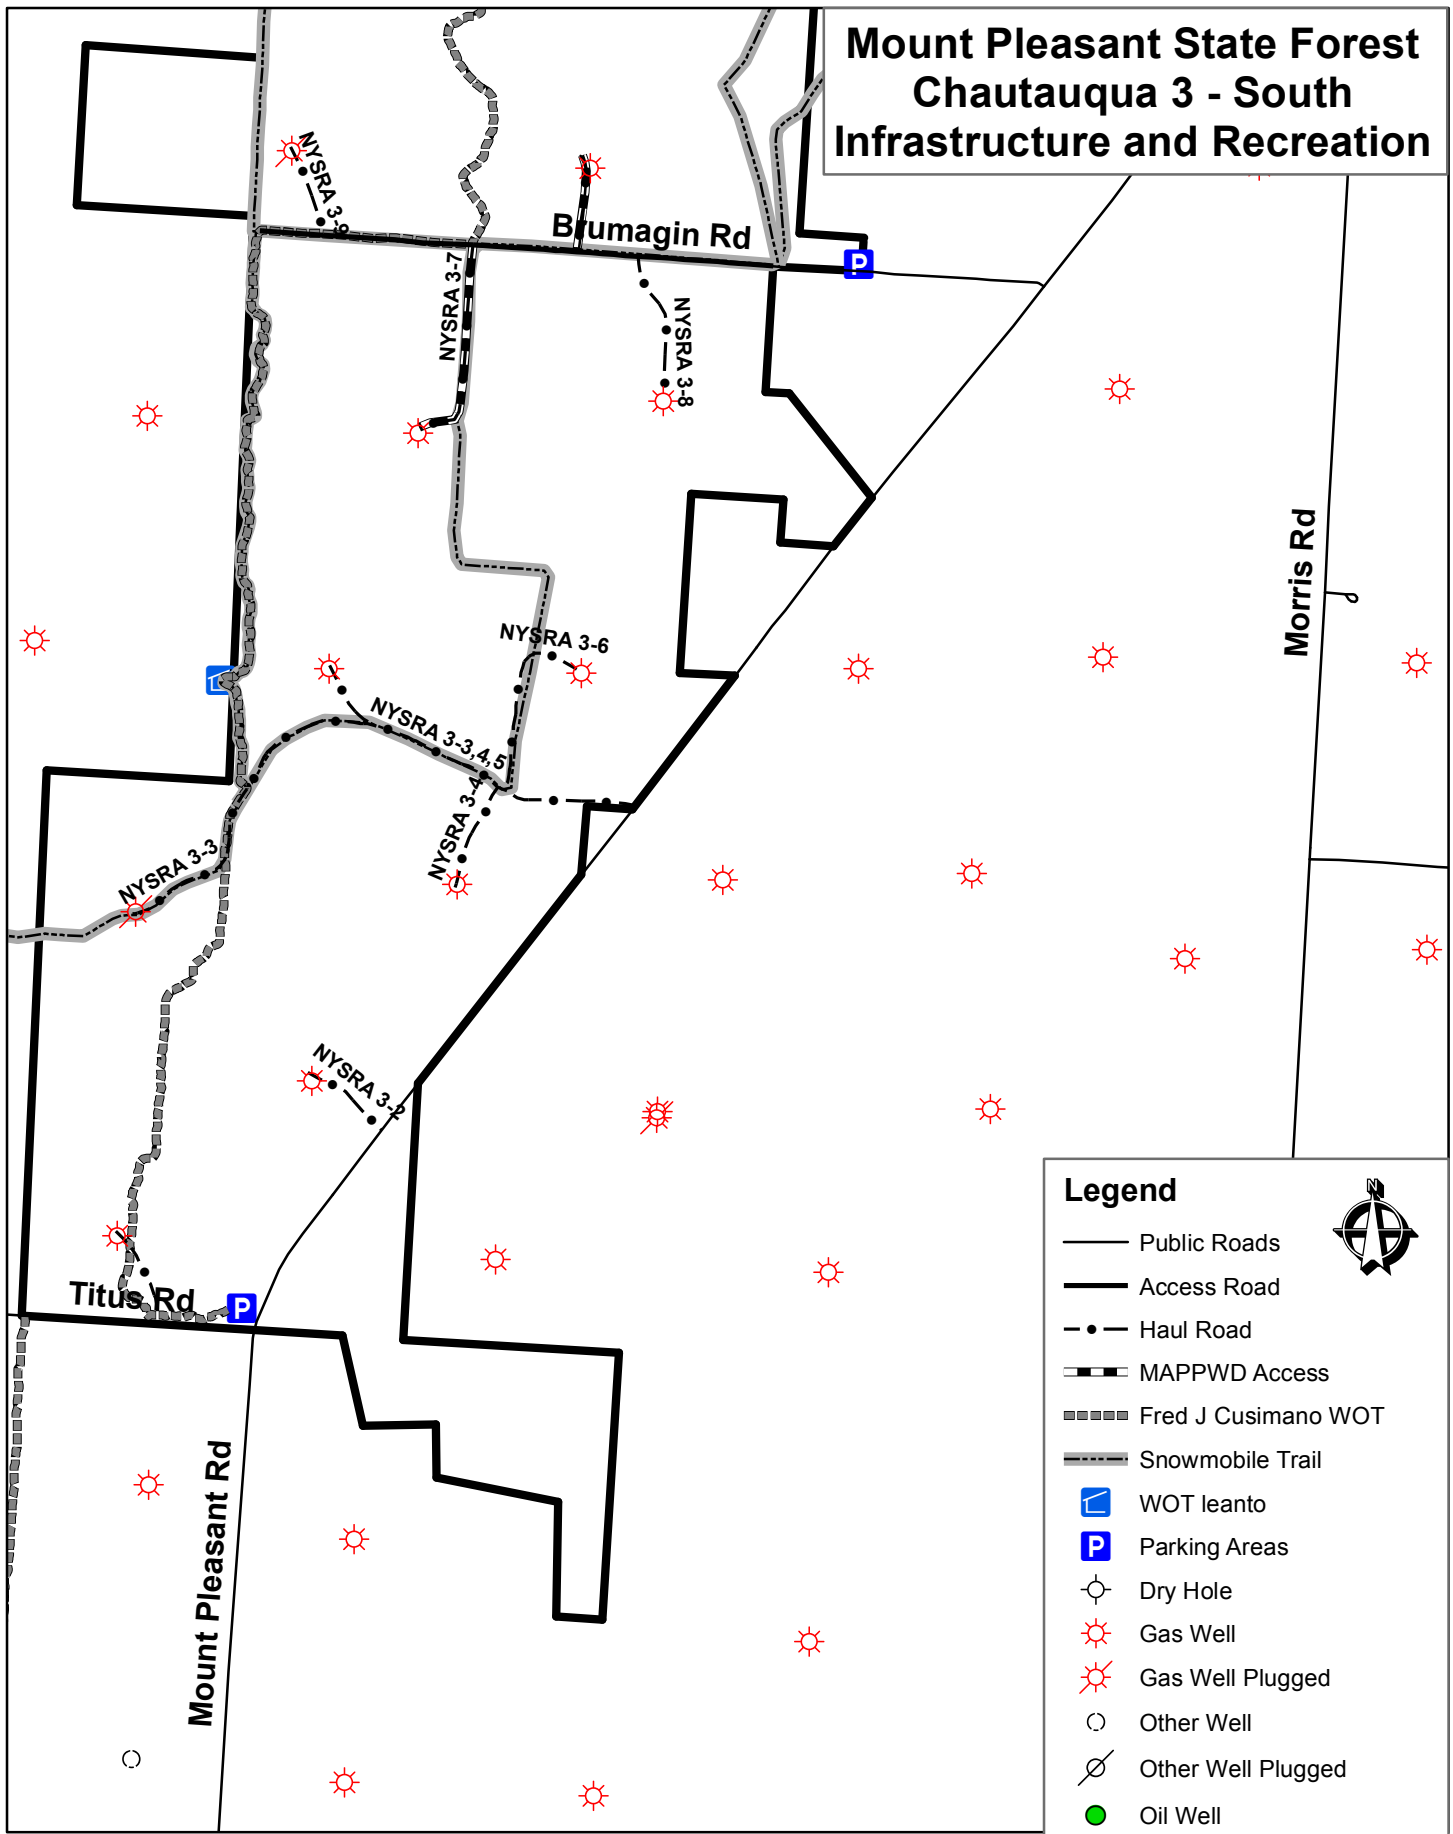 Mount Pleasant State Forest
Chautauqua 3 - South
Infrastructure and Recreation
NYSRA 3-9
Brumagin Rd
P
NYSRA 3-7
NYSRA 3-8
Morris Rd
NYSRA 3-6
NYSRA 3-3,4,5
NYSRA 3-4
NYSRA 3-3
NYSRA 3-2
Titus Rd
P
Mount Pleasant Rd
Legend
N
Public Roads
Access Road
Haul Road
MAPPWD Access
Fred J Cusimano WOT
Snowmobile Trail
WOT leanto
P Parking Areas
Dry Hole
Gas Well
Gas Well Plugged
Other Well
Other Well Plugged
Oil Well